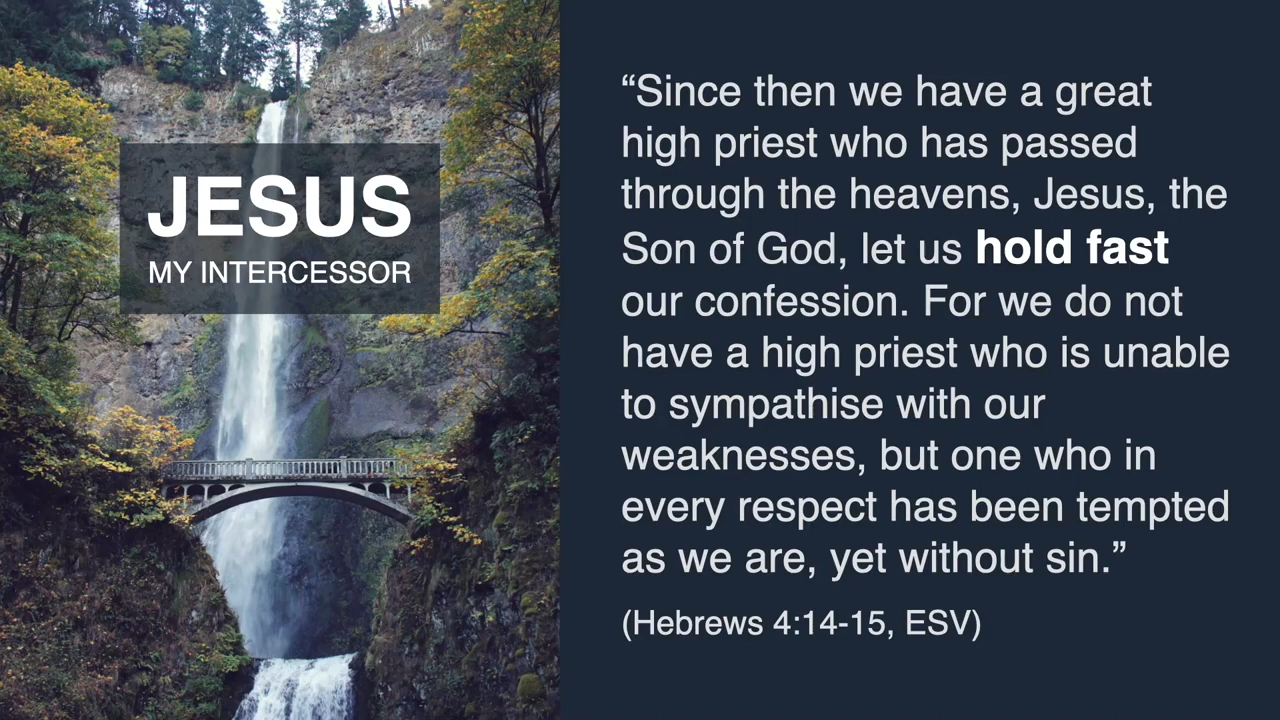 JESUS
MY INTERCESSOR
“Since then we have a great
high priest who has passed
through the heavens, Jesus, the
Son of God, let us hold fast
our confession. For we do not
have a high priest who is unable
to sympathise with our
weaknesses, but one who in
every respect has been tempted
as we are, yet without sin.”
(Hebrews 4:14-15, ESV)